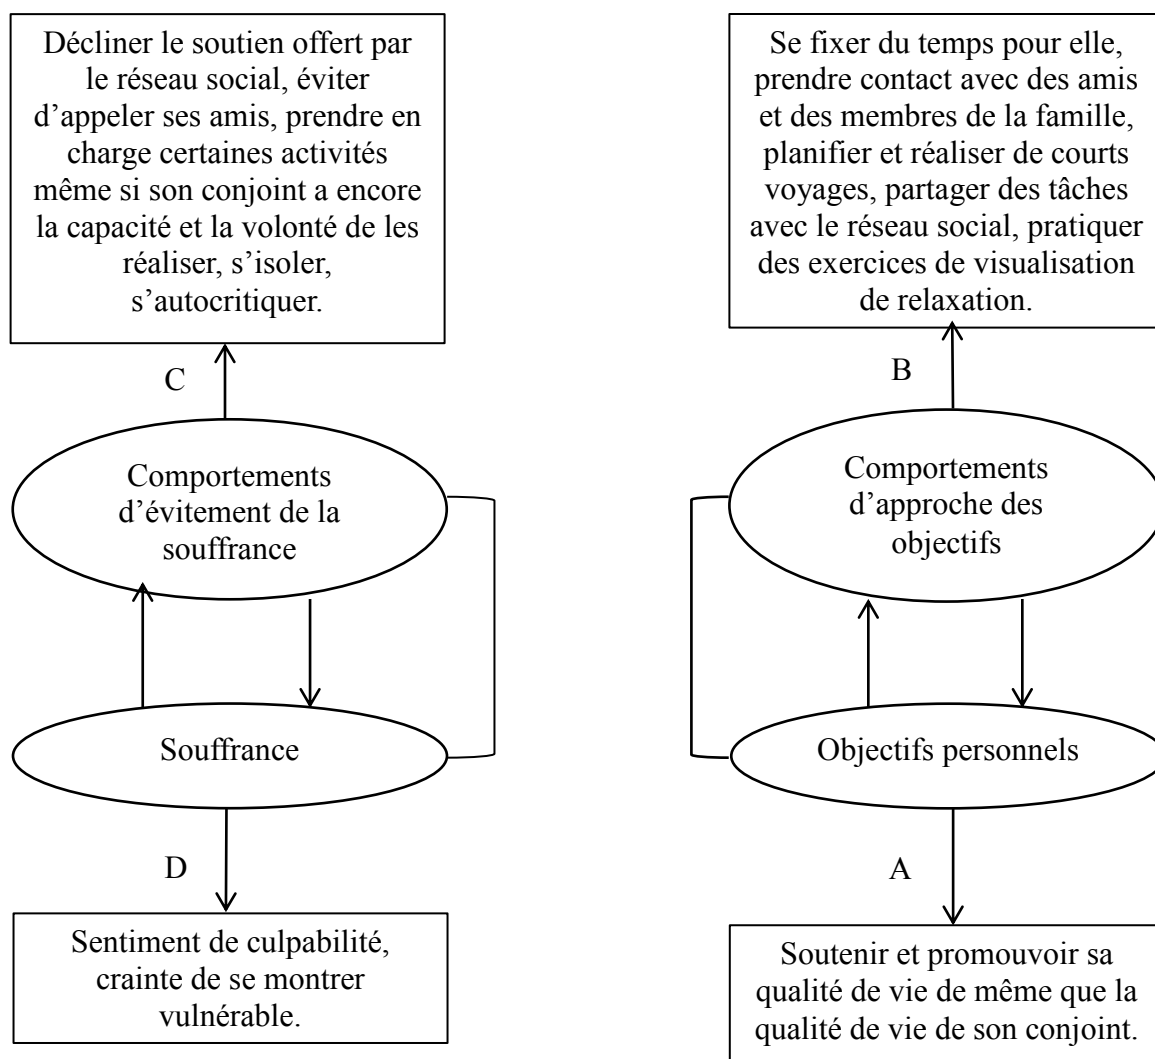 Décliner le soutien offert par
le réseau social, éviter
d’appeler ses amis, prendre en
charge certaines activités
même si son conjoint a encore
la capacité et la volonté de les
réaliser, s’isoler,
s’autocritiquer.
Se fixer du temps pour elle,
prendre contact avec des amis
et des membres de la famille,
planifier et réaliser de courts
voyages, partager des tâches
avec le réseau social, pratiquer
des exercices de visualisation
de relaxation.
C
B
Comportements
d’évitement de la
souffrance
Comportements
d’approche des
objectifs
Souffrance
Objectifs personnels
D
A
Sentiment de culpabilité,
crainte de se montrer
vulnérable.
Soutenir et promouvoir sa
qualité de vie de même que la
qualité de vie de son conjoint.